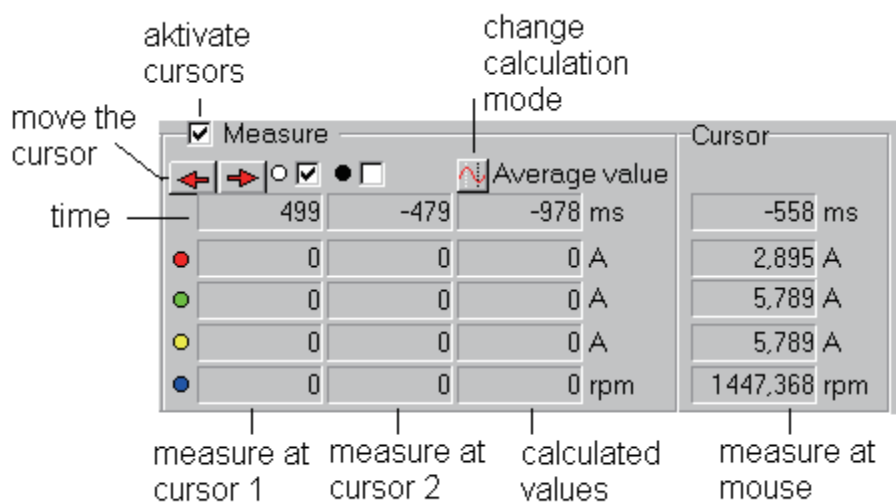 aktivate
cursors
change
calculation
mode
move the
cursor
Measure
Cursor
Average value
time
499 -479 -978 ms -558 ms
0 0 0 A 2,895 A
0 0 0 A 5,789 A
0 0 0 A 5,789 A
0 0 0 rpm 1447,368 rpm
measure at
cursor 1
measure at
cursor 2
calculated
values
measure at
mouse